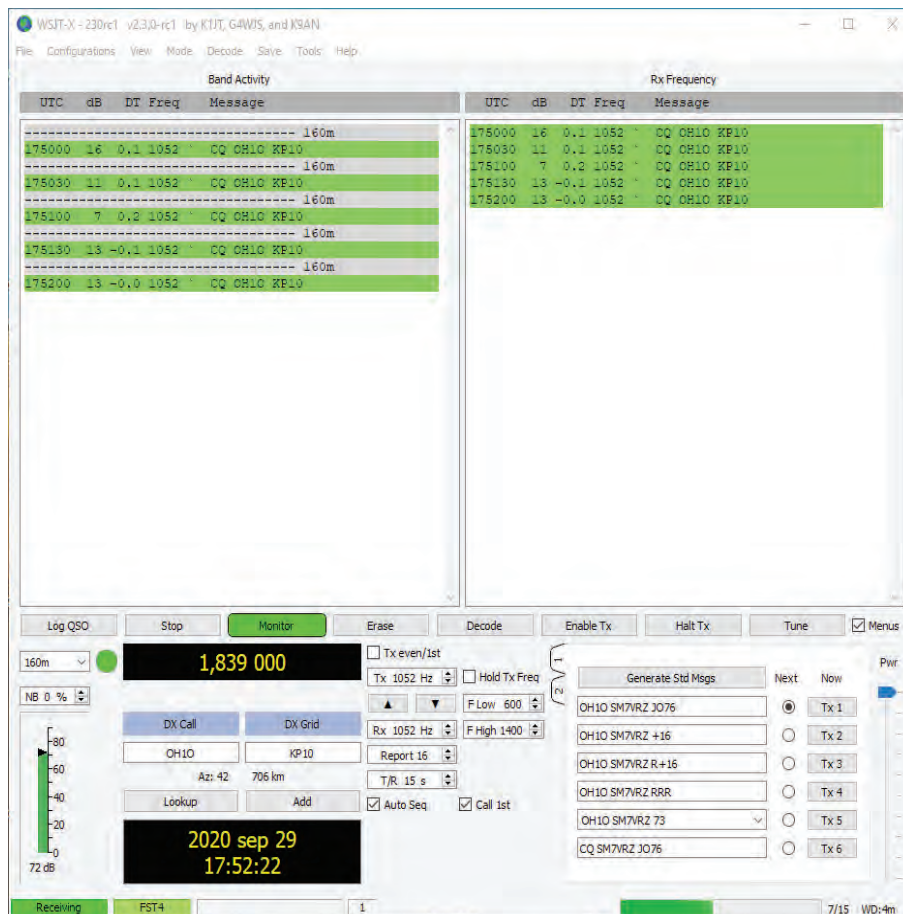 WSJT-X - 230rc1 v2.3.0-rc1 by K1JT, G4WJS, and K9AN
File Configurations View Mode Decode Save Tools Help
Band Activity
UTC dB DT Freq Message
------------------------------------ 160m
175000 16 0.1 1052 ` CQ OH1O KP10
------------------------------------ 160m
175030 11 0.1 1052 ` CQ OH1O KP10
------------------------------------ 160m
175100 7 0.2 1052 ` CQ OH1O KP10
------------------------------------ 160m
175130 13 -0.1 1052 ` CQ OH1O KP10
------------------------------------ 160m
175200 13 -0.0 1052 ` CQ OH1O KP10
Rx Frequency
UTC dB DT Freq Message
175000 16 0.1 1052 ` CQ OH1O KP10
175030 11 0.1 1052 ` CQ OH1O KP10
175100 7 0.2 1052 ` CQ OH1O KP10
175130 13 -0.1 1052 ` CQ OH1O KP10
175200 13 -0.0 1052 ` CQ OH1O KP10
Log QSO Stop Monitor Erase Decode Enable Tx Halt Tx Tune Menus
160m
1,839 000
NB 0 %
-80
-60
-40
-20
-0
72 dB
DX Call DX Grid
OH1O KP10
Az: 42 706 km
Lookup Add
2020 sep 29
17:52:22
Tx even/1st
Tx 1052 Hz Hold Tx Freq
▲ ▼ F Low 600
Rx 1052 Hz F High 1400
Report 16
T/R 15 s
Auto Seq Call 1st
1
2
Generate Std Msgs Next Now
OH1O SM7VRZ JO76 Tx 1
OH1O SM7VRZ +16 Tx 2
OH1O SM7VRZ R+16 Tx 3
OH1O SM7VRZ RRR Tx 4
OH1O SM7VRZ 73 Tx 5
CQ SM7VRZ JO76 Tx 6
Pwr
Receiving FST4 1 7/15 WD:4m